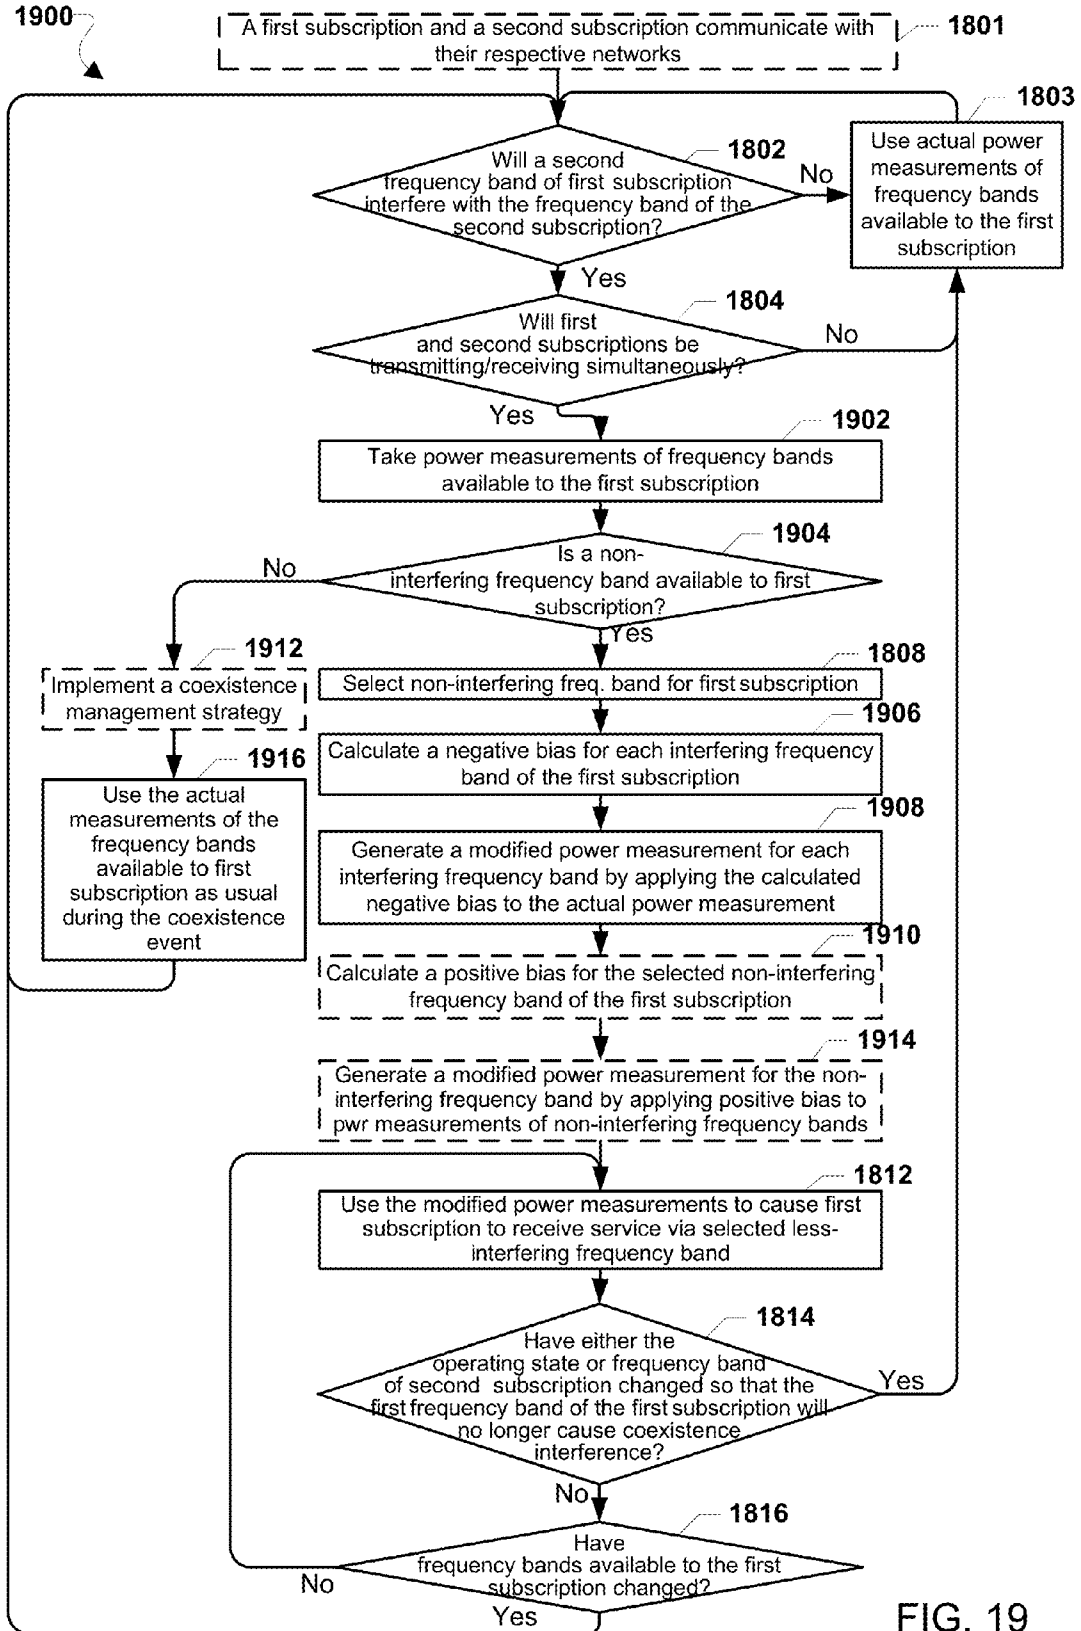 1900
A first subscription and a second subscription communicate with
their respective networks
1801
1803
Use actual power
measurements of
frequency bands
available to the first
subscription
1802
Will a second
frequency band of first subscription
interfere with the frequency band of the
second subscription?
No
Yes
1804
Will first
and second subscriptions be
transmitting/receiving simultaneously?
No
Yes
1902
Take power measurements of frequency bands
available to the first subscription
1904
Is a non-
interfering frequency band available to first
subscription?
No
Yes
1912
Implement a coexistence
management strategy
1808
Select non-interfering freq. band for first subscription
1906
Calculate a negative bias for each interfering frequency
band of the first subscription
1916
Use the actual
measurements of the
frequency bands
available to first
subscription as usual
during the coexistence
event
1908
Generate a modified power measurement for each
interfering frequency band by applying the calculated
negative bias to the actual power measurement
1910
Calculate a positive bias for the selected non-interfering
frequency band of the first subscription
1914
Generate a modified power measurement for the non-
interfering frequency band by applying positive bias to
pwr measurements of non-interfering frequency bands
1812
Use the modified power measurements to cause first
subscription to receive service via selected less-
interfering frequency band
1814
Have either the
operating state or frequency band
of second subscription changed so that the
first frequency band of the first subscription will
no longer cause coexistence
interference?
Yes
No
1816
Have
frequency bands available to the first
subscription changed?
No
Yes
FIG. 19